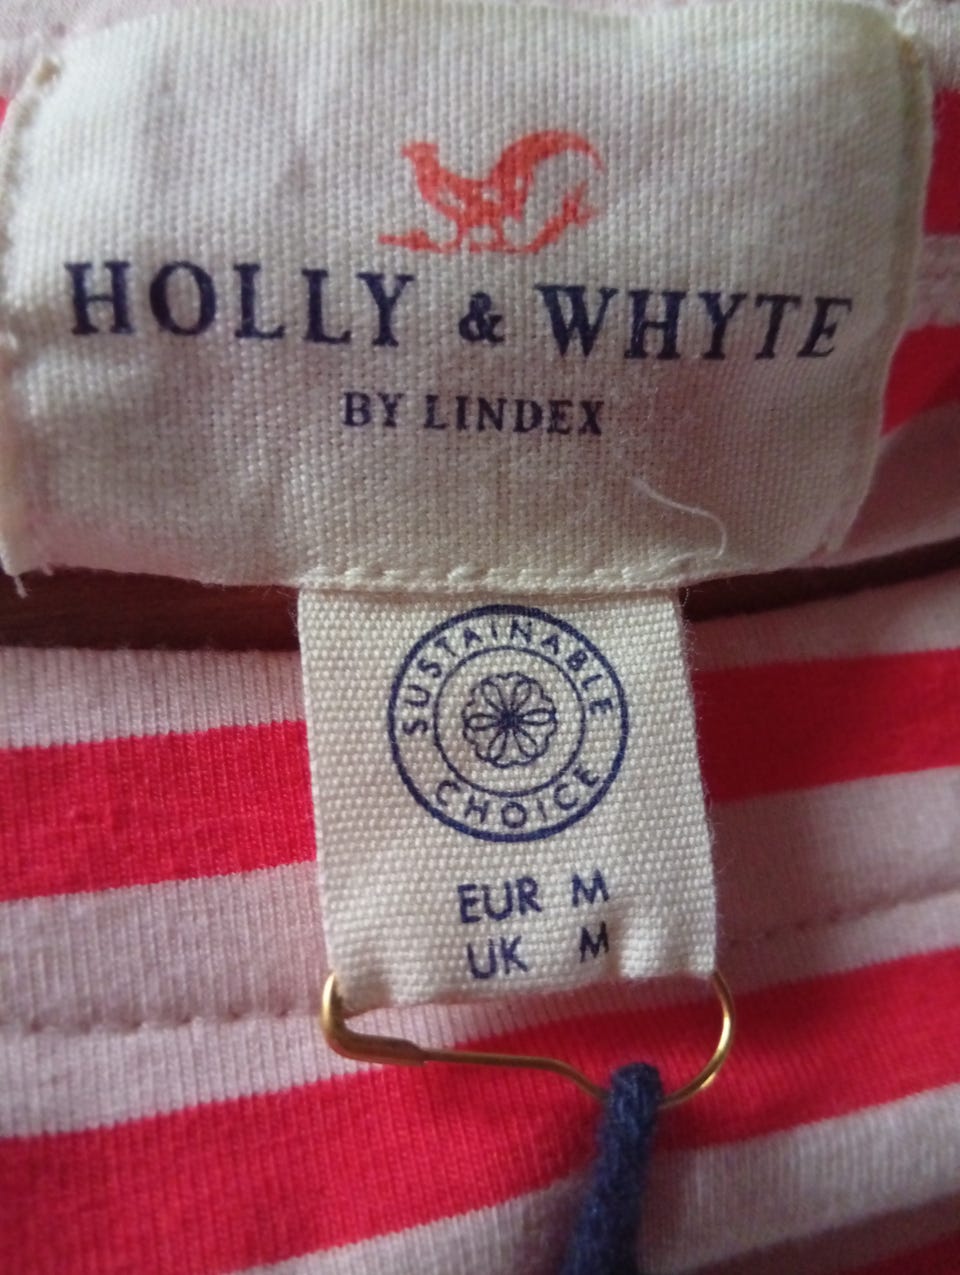 HOLLY & WHYTE
BY LINDEX
SUSTAINABLE
CHOICE
EUR M
UK M